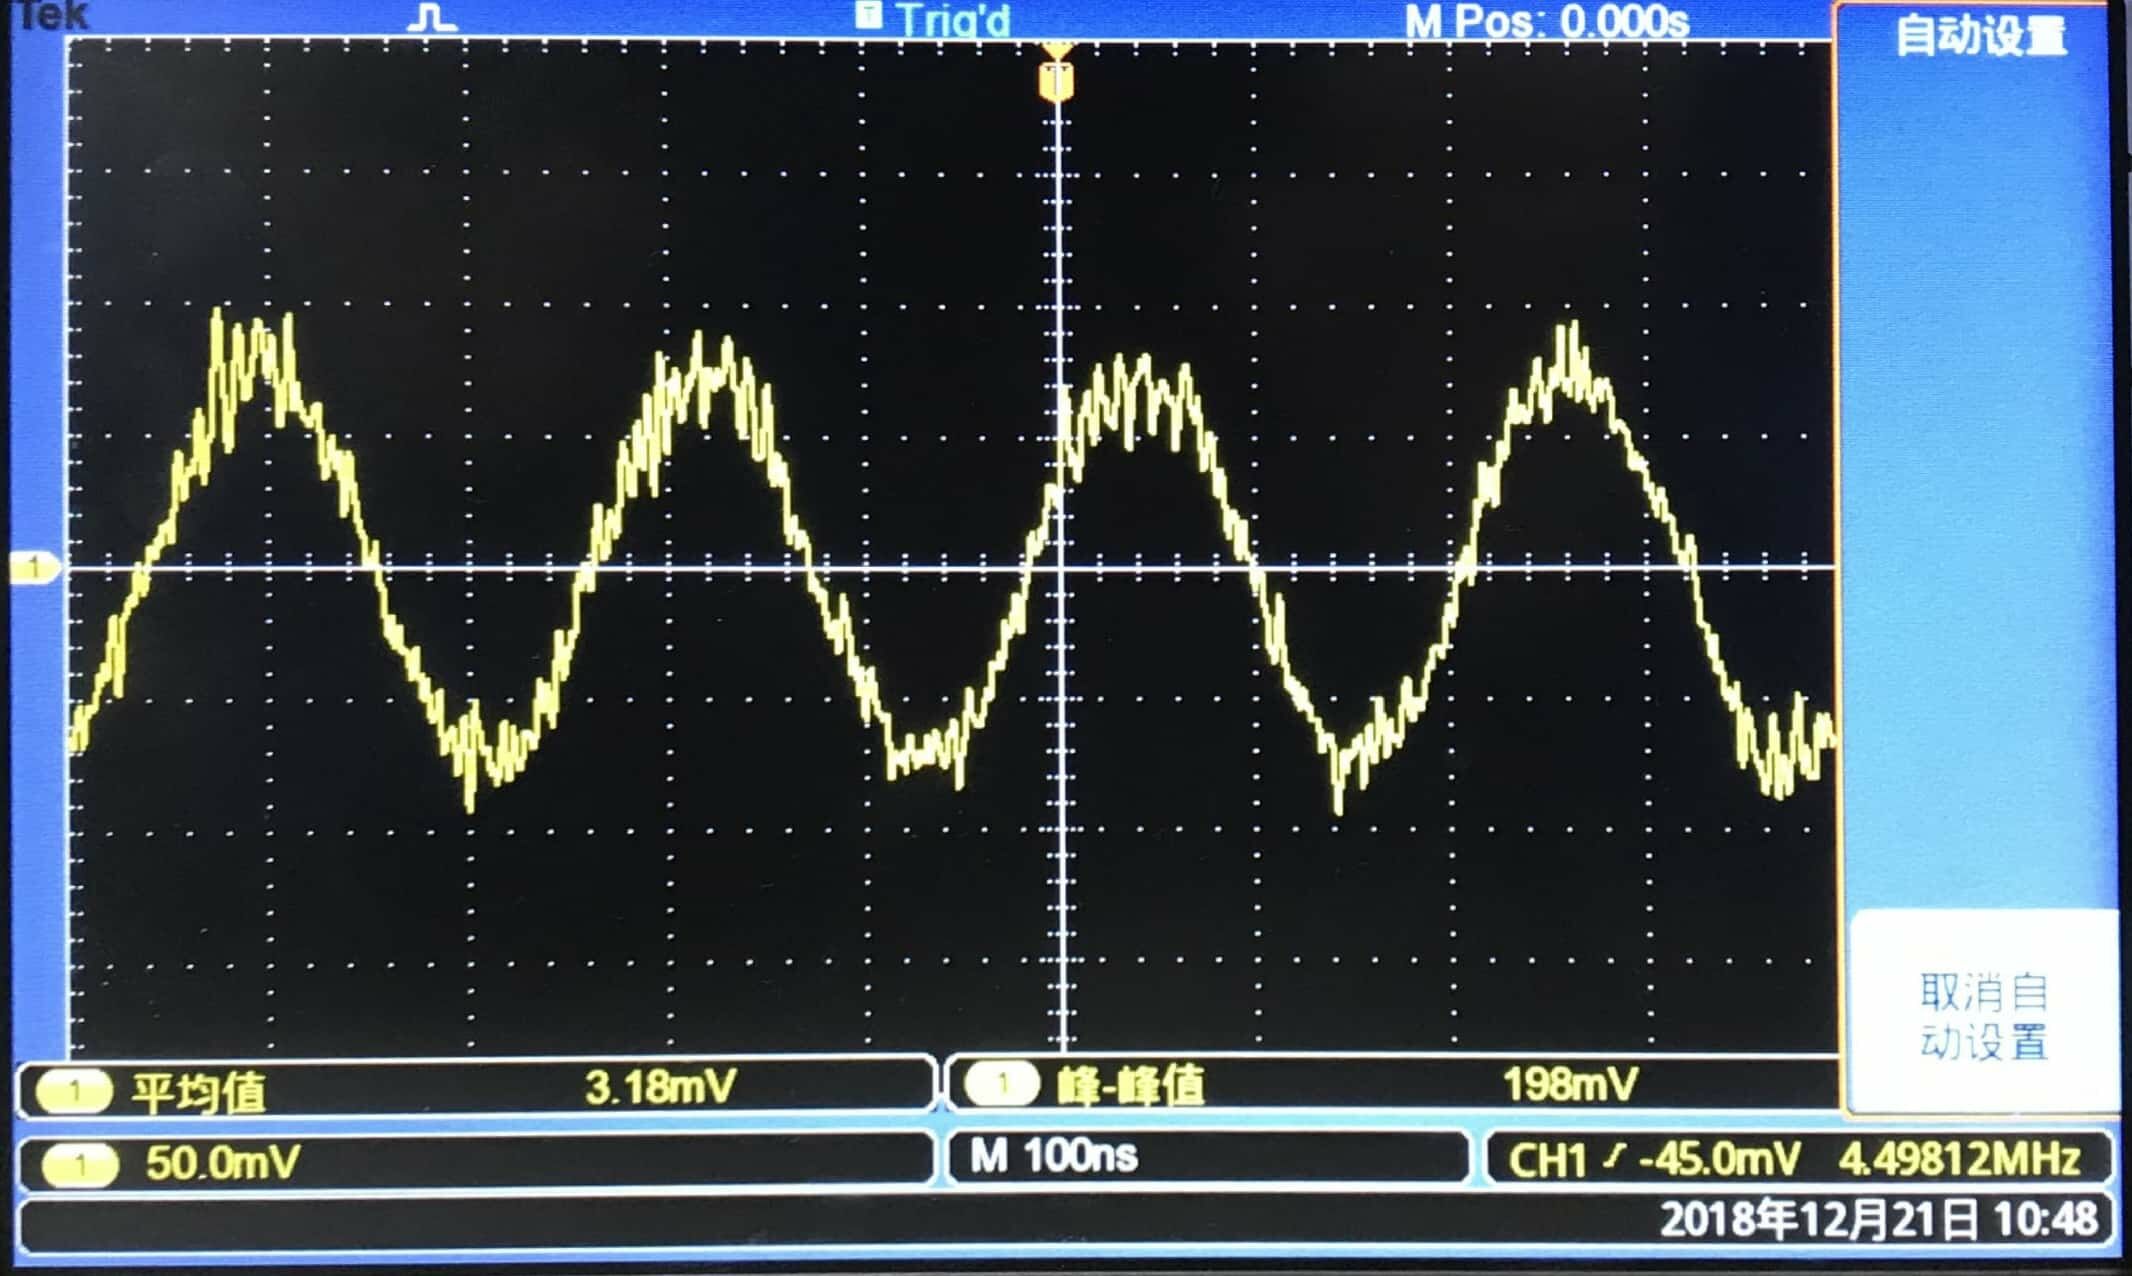 Tek T Trig'd M Pos: 0.000s
自动设置
T
1
取消自
动设置
1 平均值 3.18mV 1 峰-峰值 198mV
1 50.0mV M 100ns CH1 -45.0mV 4.49812MHz
2018年12月21日 10:48